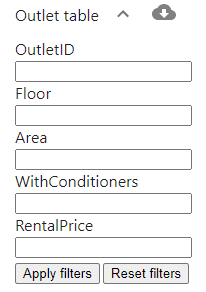 Outlet table
OutletID
Floor
Area
WithConditioners
RentalPrice
Apply filters Reset filters